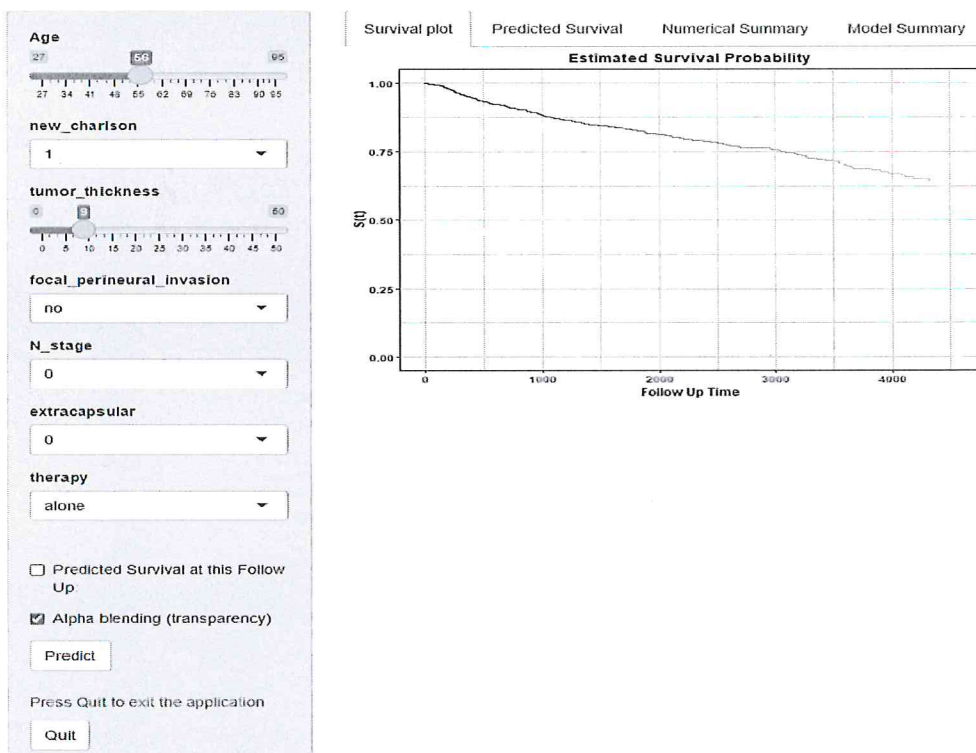 Age
27 56 95
27 34 41 48 55 62 69 76 83 90 95
new_charlson
1
tumor_thickness
0 9 50
0 5 10 15 20 25 30 35 40 45 50
focal_perineural_invasion
no
N_stage
0
extracapsular
0
therapy
alone
Predicted Survival at this Follow
Up
Alpha blending (transparency)
Predict
Press Quit to exit the application
Quit
Survival plot Predicted Survival Numerical Summary Model Summary
Estimated Survival Probability
1.00
0.75
0.50
0.25
0.00
S(t)
0 1000 2000 3000 4000
Follow Up Time